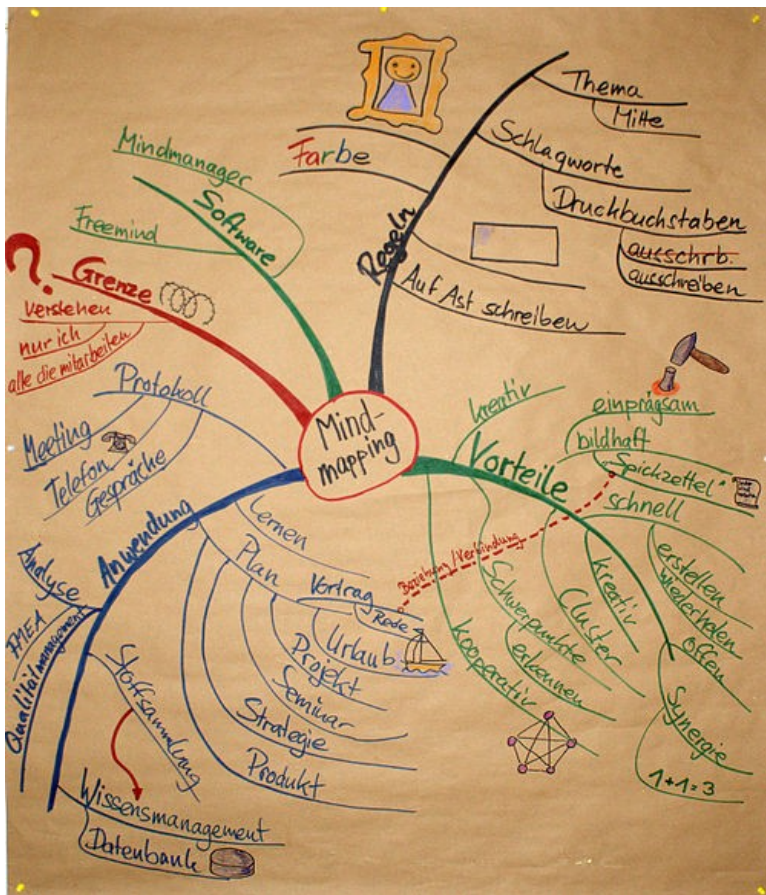 Mind-
mapping
Regeln
Thema
Mitte
Schlagworte
Druckbuchstaben
ausschrb.
ausschreiben
Farbe
Auf Ast schreiben
Software
Mindmanager
Freemind
?
Grenze
verstehen
nur ich
alle die mitarbeiten
Vorteile
kreativ
einprägsam
bildhaft
"Spickzettel"
schnell
erstellen
wiederholen
offen
Synergie
1+1=3
kreativ
Cluster
Schwerpunkte
erkennen
kooperativ
Beziehung/Verbindung
Anwendung
Protokoll
Meeting
Telefon
Gespräche
Lernen
Plan
Vortrag
Rede
Urlaub
Projekt
Seminar
Strategie
Produkt
Analyse
FMEA
Qualitätmanagement
Stoffsammlung
Wissensmanagement
Datenbank